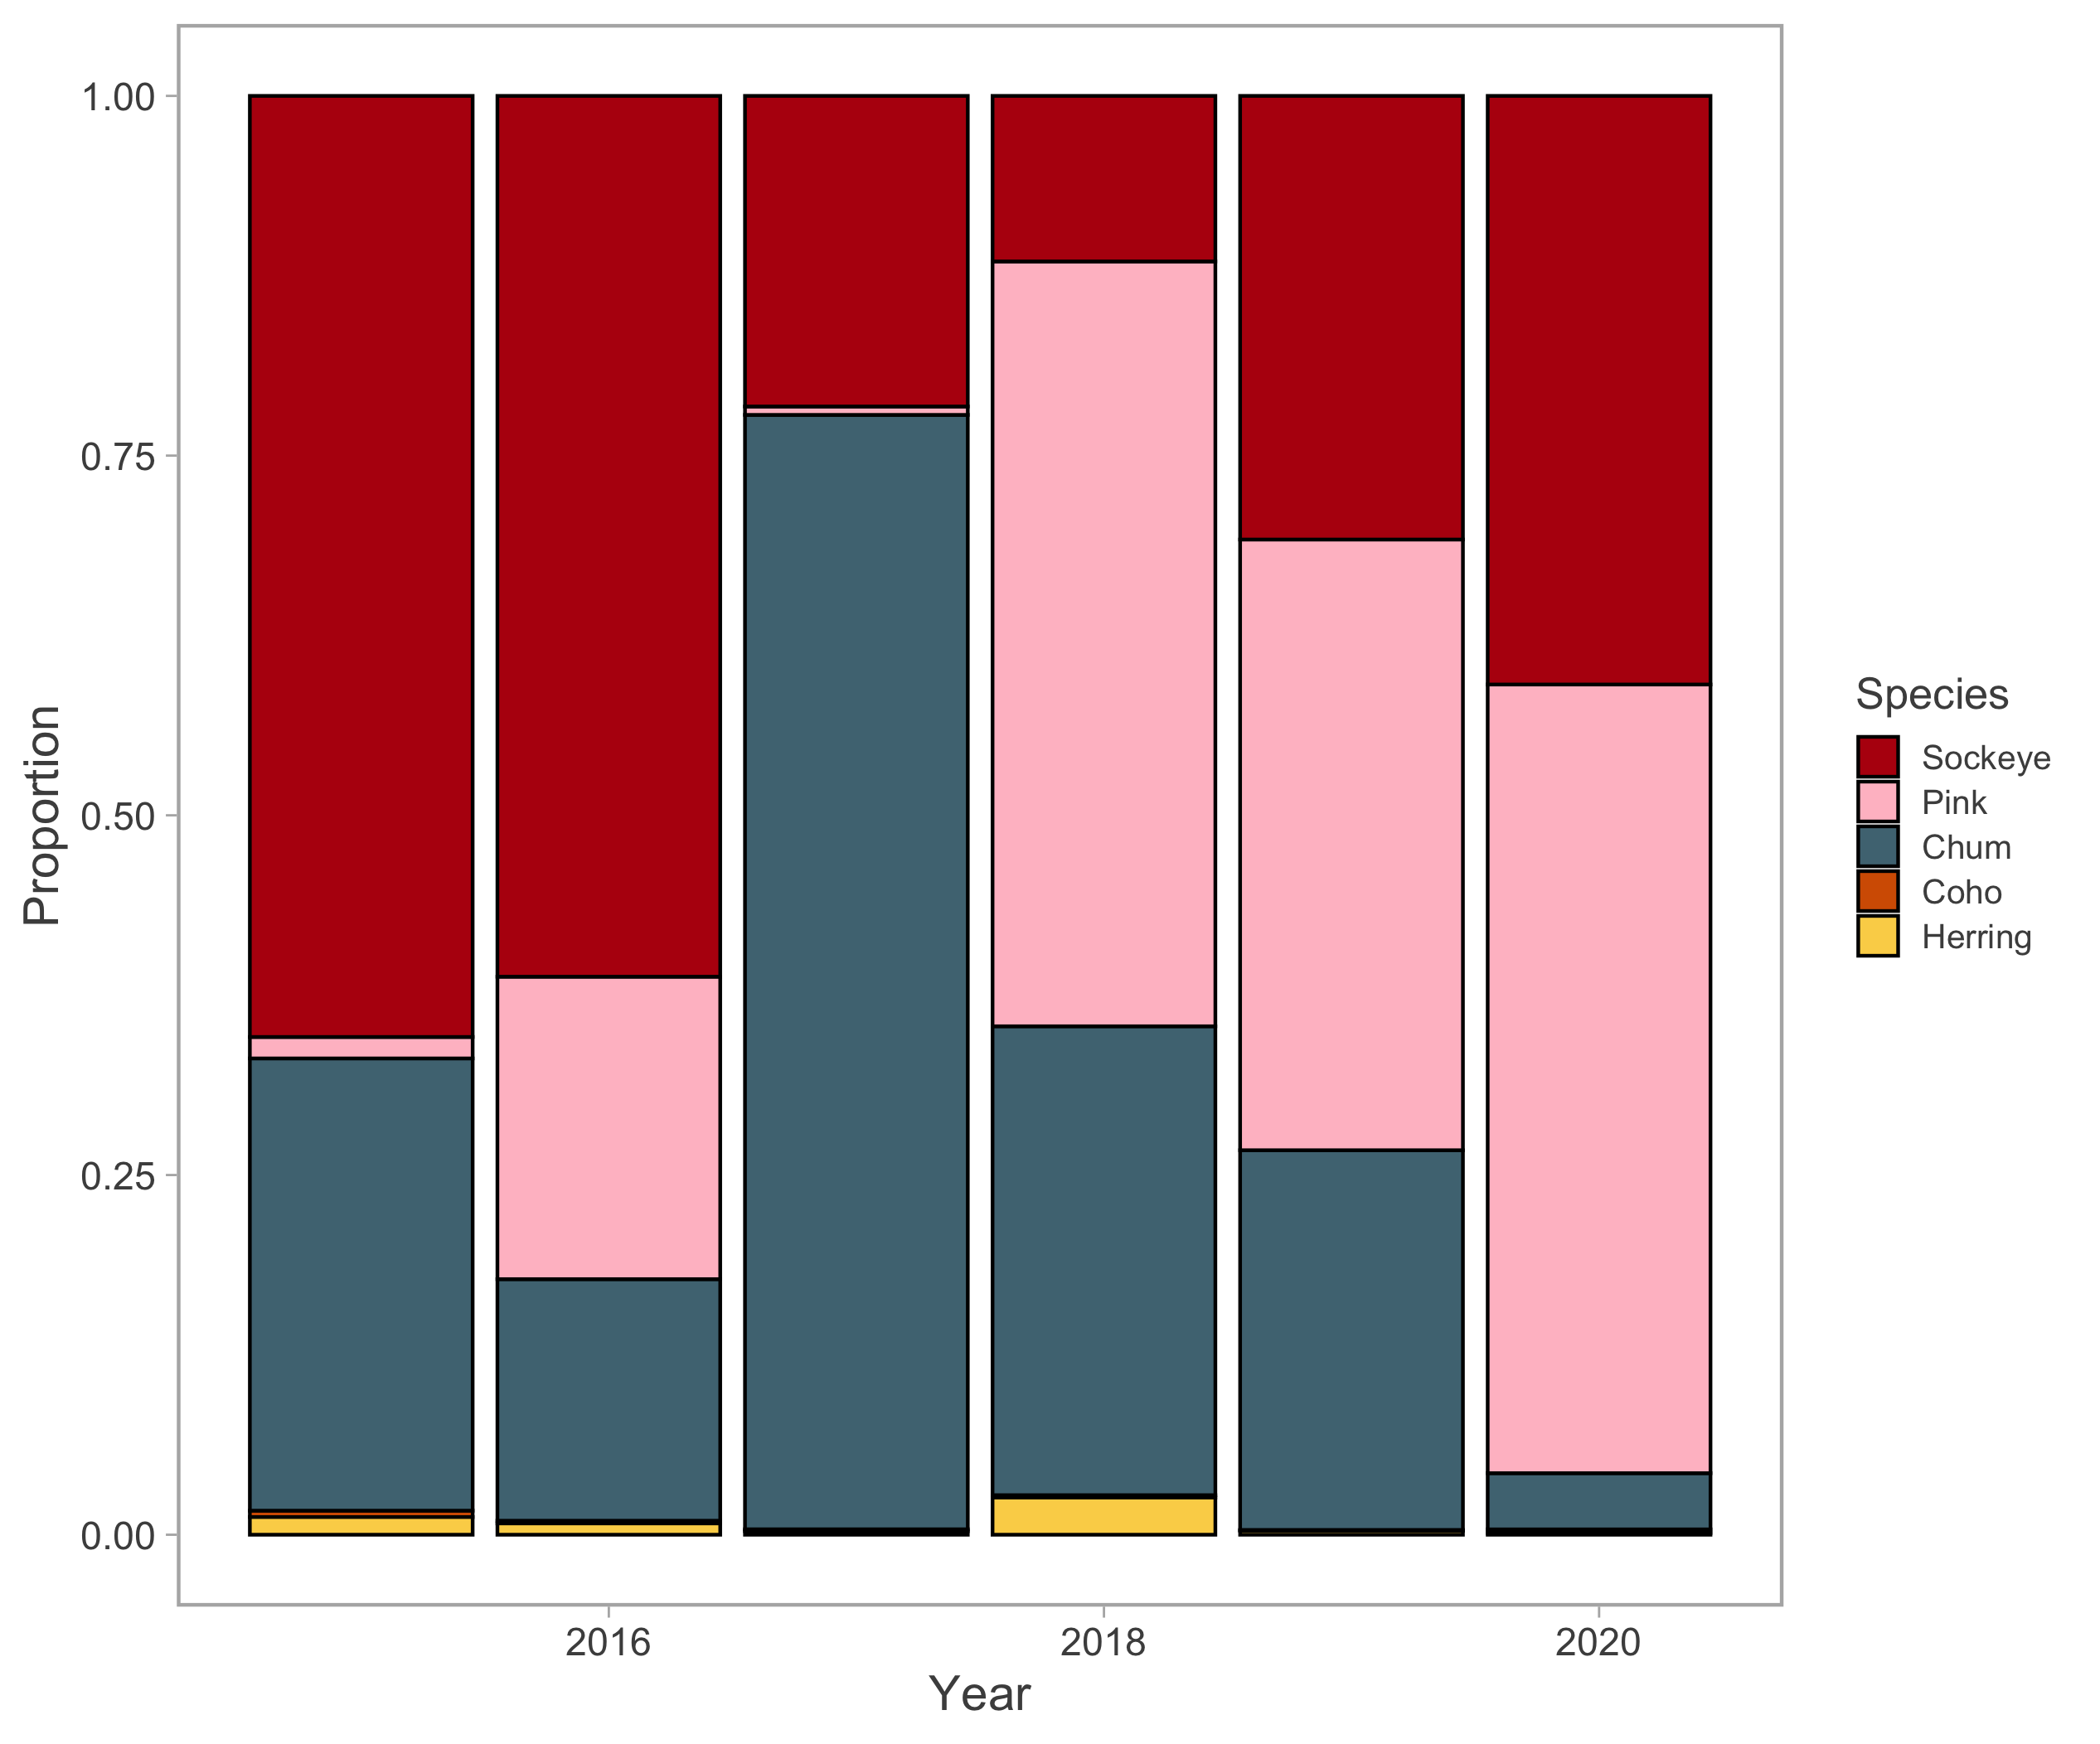 1.00
0.75
0.50
0.25
0.00
Proportion
2016 2018 2020
Year
Species
Sockeye
Pink
Chum
Coho
Herring